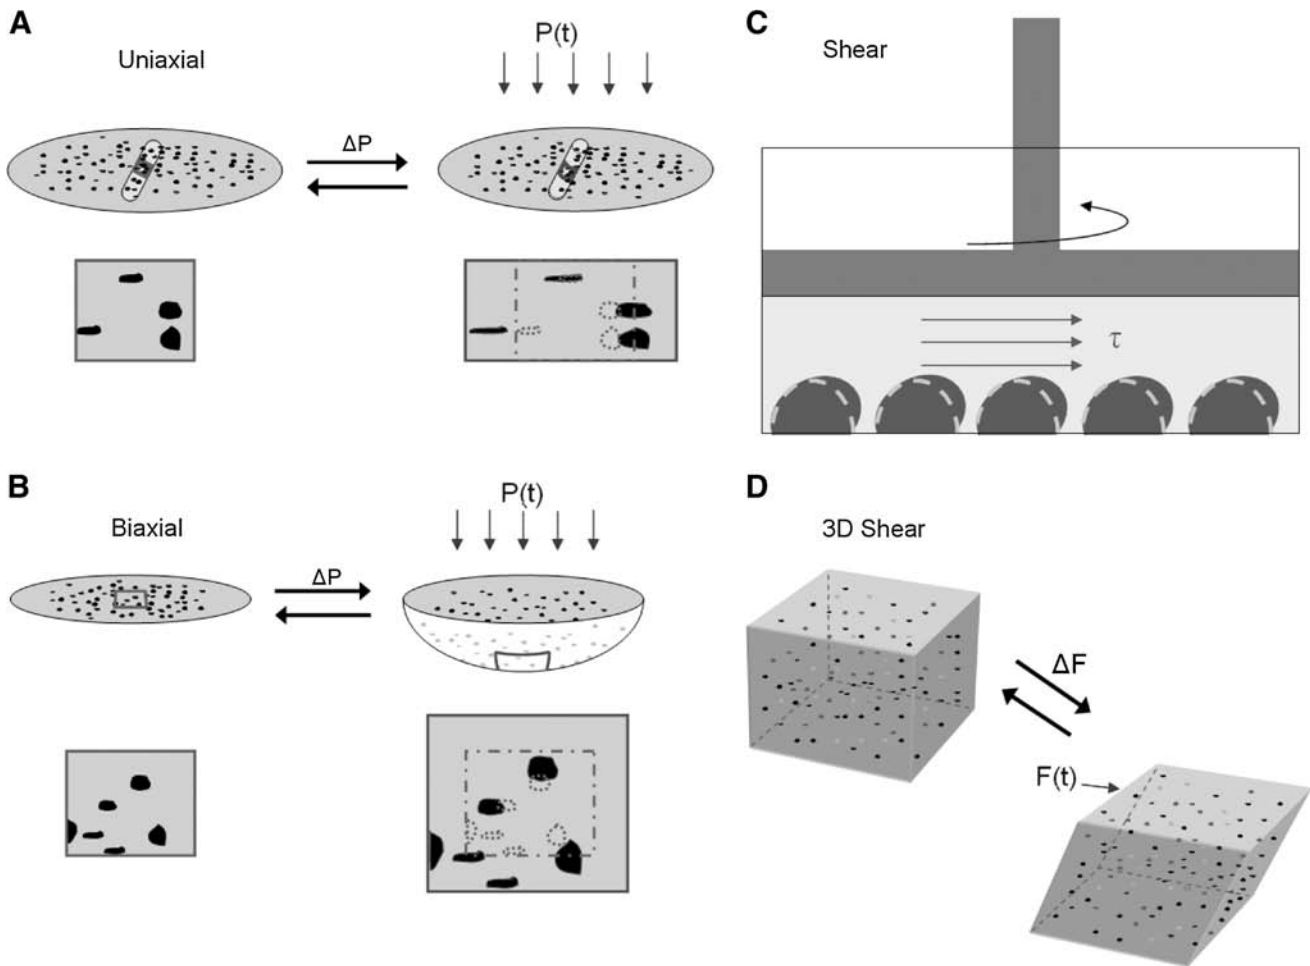 A
Uniaxial
P(t)
ΔP
B
Biaxial
P(t)
ΔP
C
Shear
τ
D
3D Shear
ΔF
F(t)